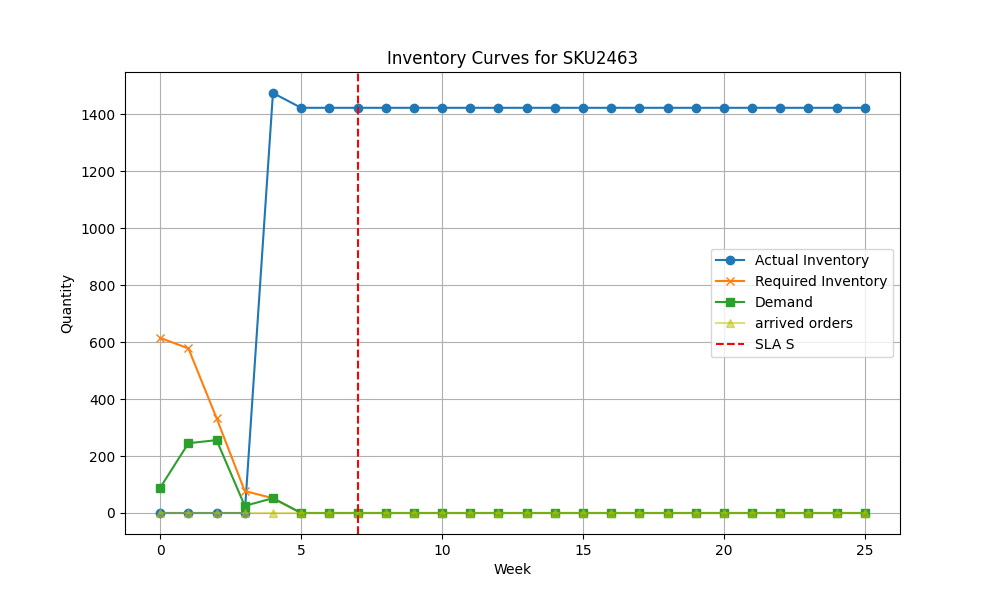 Inventory Curves for SKU2463
Quantity
1400
1200
1000
800
600
400
200
0
Actual Inventory
Required Inventory
Demand
arrived orders
SLA S
0 5 10 15 20 25
Week